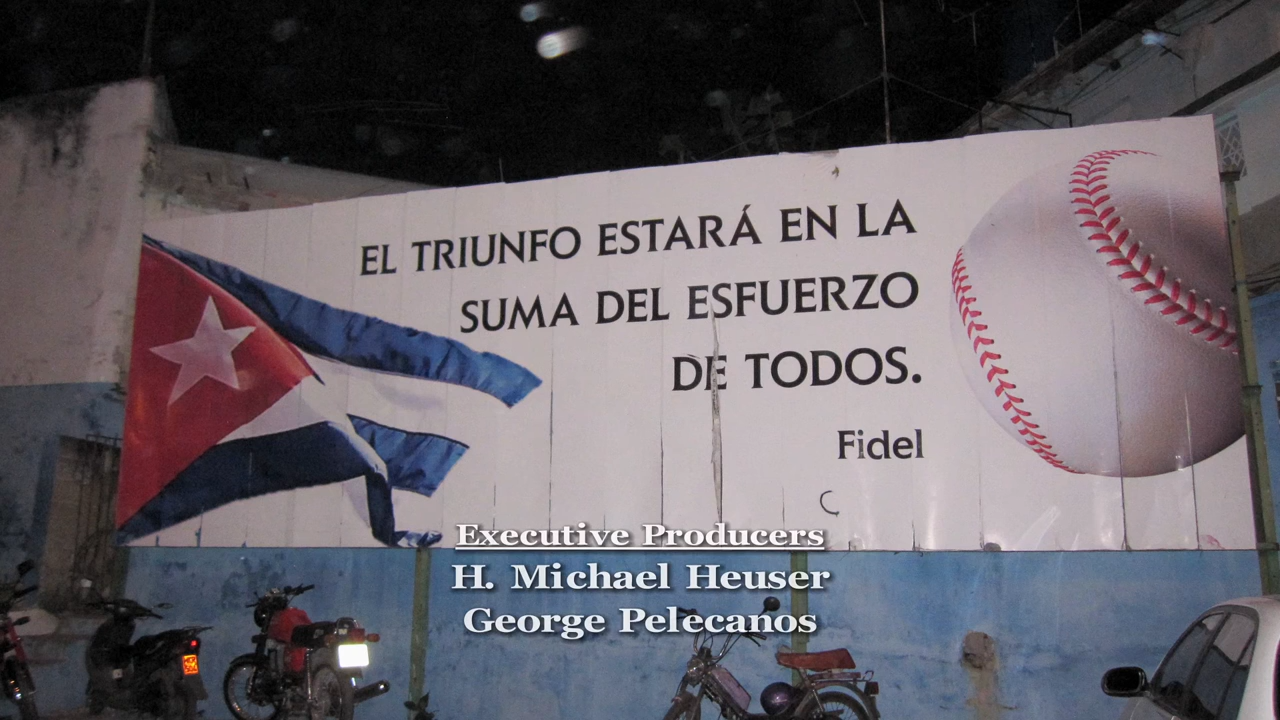 EL TRIUNFO ESTARÁ EN LA
SUMA DEL ESFUERZO
DE TODOS.
Fidel
Executive Producers
H. Michael Heuser
George Pelecanos